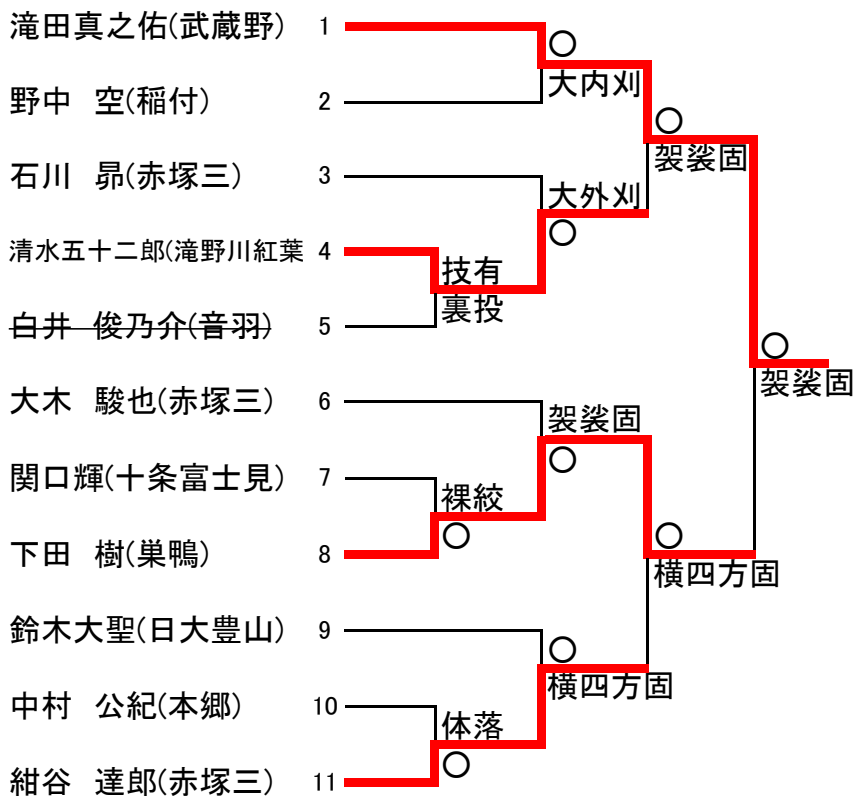 滝田真之佑(武蔵野) 1
○
大内刈
野中 空(稲付) 2
○
袈裟固
石川 昴(赤塚三) 3
大外刈
○
清水五十二郎(滝野川紅葉 4
技有
裏投
白井 俊乃介(音羽) 5
○
袈裟固
大木 駿也(赤塚三) 6
袈裟固
○
関口輝(十条富士見) 7
裸絞
○
下田 樹(巣鴨) 8
○
横四方固
鈴木大聖(日大豊山) 9
○
横四方固
中村 公紀(本郷) 10
体落
○
紺谷 達郎(赤塚三) 11